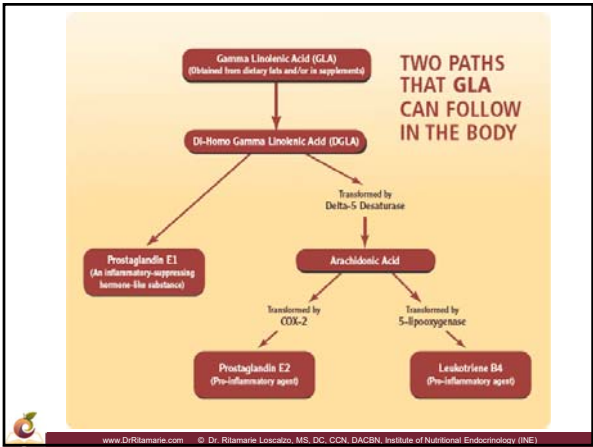 Gamma Linolenic Acid (GLA)
(Obtained from dietary fats and/or in supplements)
TWO PATHS
THAT GLA
CAN FOLLOW
IN THE BODY
Di-Homo Gamma Linolenic Acid (DGLA)
Transformed by
Delta-5 Desaturase
Prostaglandin E1
(An inflammatory-suppressing
hormone-like substance)
Arachidonic Acid
Transformed by
COX-2
Transformed by
5-lipooxygenase
Prostaglandin E2
(Pro-inflammatory agent)
Leukotriene B4
(Pro-inflammatory agent)
www.DrRitamarie.com © Dr. Ritamarie Loscalzo, MS, DC, CCN, DACBN, Institute of Nutritional Endocrinology (INE)